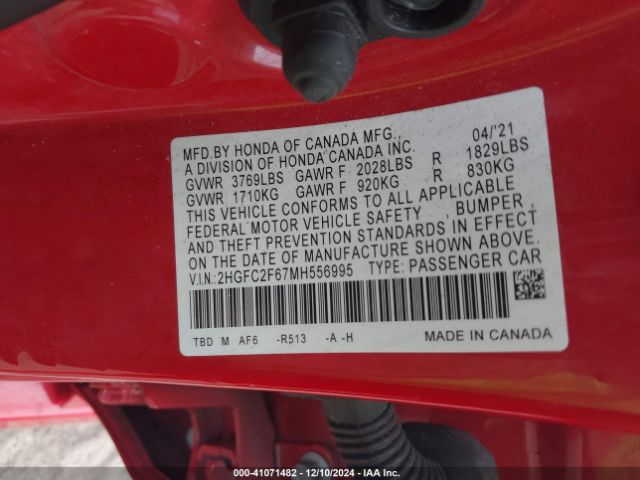 MFD.BY HONDA OF CANADA MFG., 04/'21
A DIVISION OF HONDA CANADA INC.
GVWR 3769LBS GAWR F 2028LBS R 1829LBS
GVWR 1710KG GAWR F 920KG R 830KG
THIS VEHICLE CONFORMS TO ALL APPLICABLE
FEDERAL MOTOR VEHICLE SAFETY , BUMPER ,
AND THEFT PREVENTION STANDARDS IN EFFECT
ON THE DATE OF MANUFACTURE SHOWN ABOVE.
V.I.N.:2HGFC2F67MH556995 TYPE: PASSENGER CAR
TBD M AF6 -R513 -A -H MADE IN CANADA
000-41071482 - 12/10/2024 - IAA Inc.